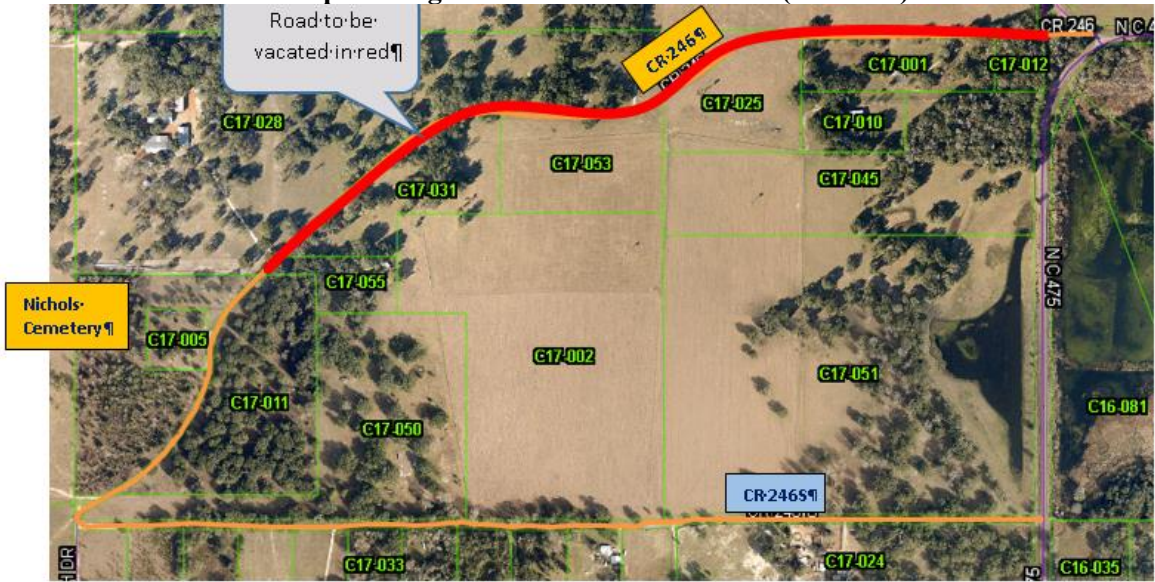 Road·to·be·
vacated·in·red¶
CR·246¶
CR 246
N C 4
C17-001
C17-012
C17-025
C17-010
C17-028
C17-053
C17-031
C17-045
C17-055
N C 475
Nichols·
Cemetery¶
C17-005
C17-002
C17-051
C17-011
C16-081
C17-050
CR·246S¶
H DR
C17-033
C17-024
75
C16-035